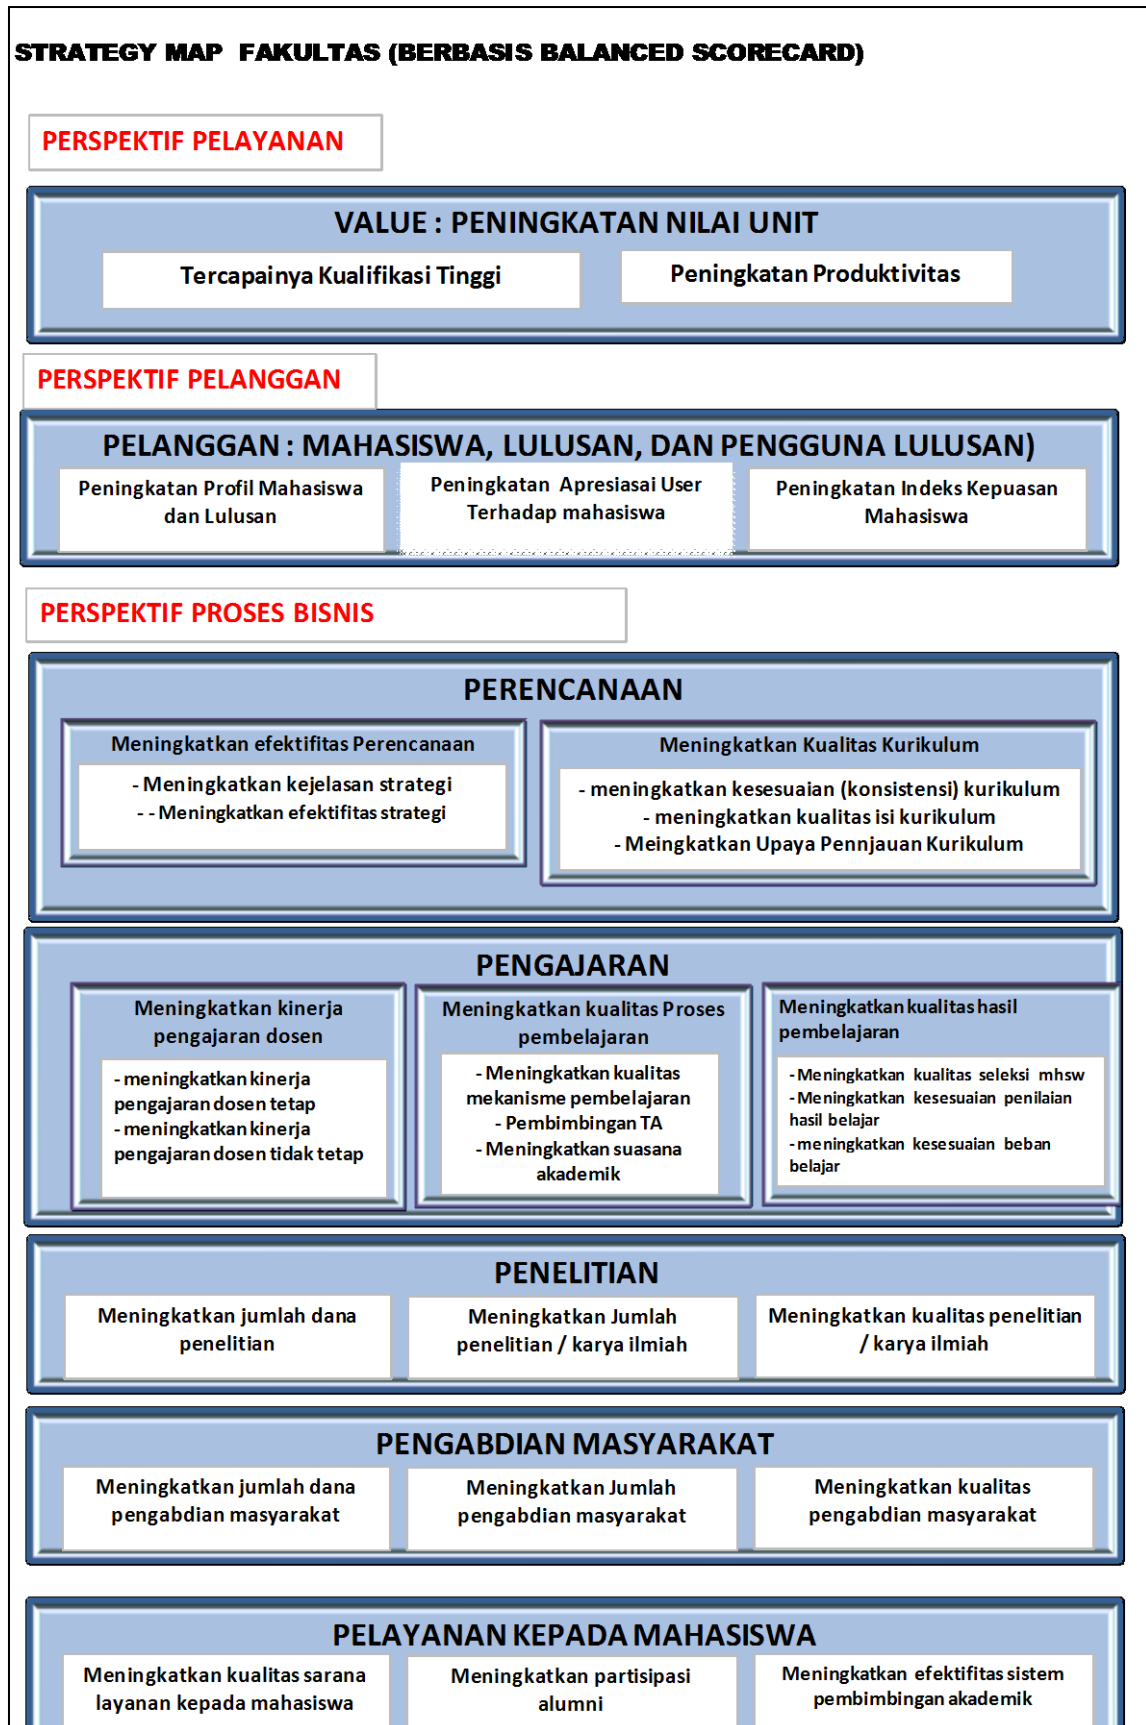 STRATEGY MAP FAKULTAS (BERBASIS BALANCED SCORECARD)
PERSPEKTIF PELAYANAN
VALUE : PENINGKATAN NILAI UNIT
Tercapainya Kualifikasi Tinggi
Peningkatan Produktivitas
PERSPEKTIF PELANGGAN
PELANGGAN : MAHASISWA, LULUSAN, DAN PENGGUNA LULUSAN)
Peningkatan Profil Mahasiswa
dan Lulusan
Peningkatan Apresiasai User
Terhadap mahasiswa
Peningkatan Indeks Kepuasan
Mahasiswa
PERSPEKTIF PROSES BISNIS
PERENCANAAN
Meningkatkan efektifitas Perencanaan
- Meningkatkan kejelasan strategi
- - Meningkatkan efektifitas strategi
Meningkatkan Kualitas Kurikulum
- meningkatkan kesesuaian (konsistensi) kurikulum
- meningkatkan kualitas isi kurikulum
- Meingkatkan Upaya Pennjauan Kurikulum
PENGAJARAN
Meningkatkan kinerja
pengajaran dosen
- meningkatkan kinerja
pengajaran dosen tetap
- meningkatkan kinerja
pengajaran dosen tidak tetap
Meningkatkan kualitas Proses
pembelajaran
- Meningkatkan kualitas
mekanisme pembelajaran
- Pembimbingan TA
- Meningkatkan suasana
akademik
Meningkatkan kualitas hasil
pembelajaran
- Meningkatkan kualitas seleksi mhsw
- Meningkatkan kesesuaian penilaian
hasil belajar
- meningkatkan kesesuaian beban
belajar
PENELITIAN
Meningkatkan jumlah dana
penelitian
Meningkatkan Jumlah
penelitian / karya ilmiah
Meningkatkan kualitas penelitian
/ karya ilmiah
PENGABDIAN MASYARAKAT
Meningkatkan jumlah dana
pengabdian masyarakat
Meningkatkan Jumlah
pengabdian masyarakat
Meningkatkan kualitas
pengabdian masyarakat
PELAYANAN KEPADA MAHASISWA
Meningkatkan kualitas sarana
layanan kepada mahasiswa
Meningkatkan partisipasi
alumni
Meningkatkan efektifitas sistem
pembimbingan akademik